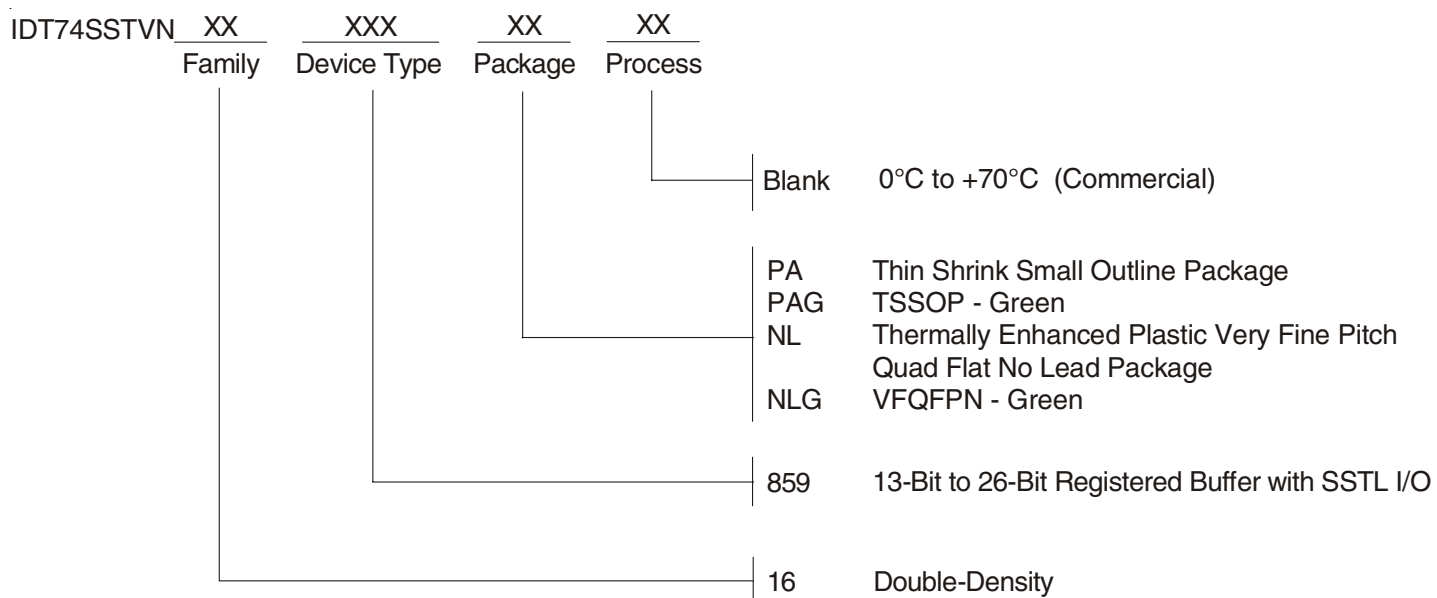 IDT74SSTVN XX XXX XX XX
Family Device Type Package Process
Blank 0°C to +70°C (Commercial)
PA Thin Shrink Small Outline Package
PAG TSSOP - Green
NL Thermally Enhanced Plastic Very Fine Pitch
Quad Flat No Lead Package
NLG VFQFPN - Green
859 13-Bit to 26-Bit Registered Buffer with SSTL I/O
16 Double-Density